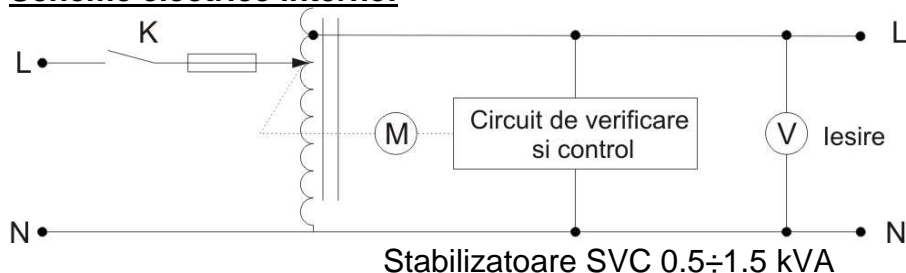 K
L
L
M
Circuit de verificare
si control
V
Iesire
N
N
Stabilizatoare SVC 0.5÷1.5 kVA